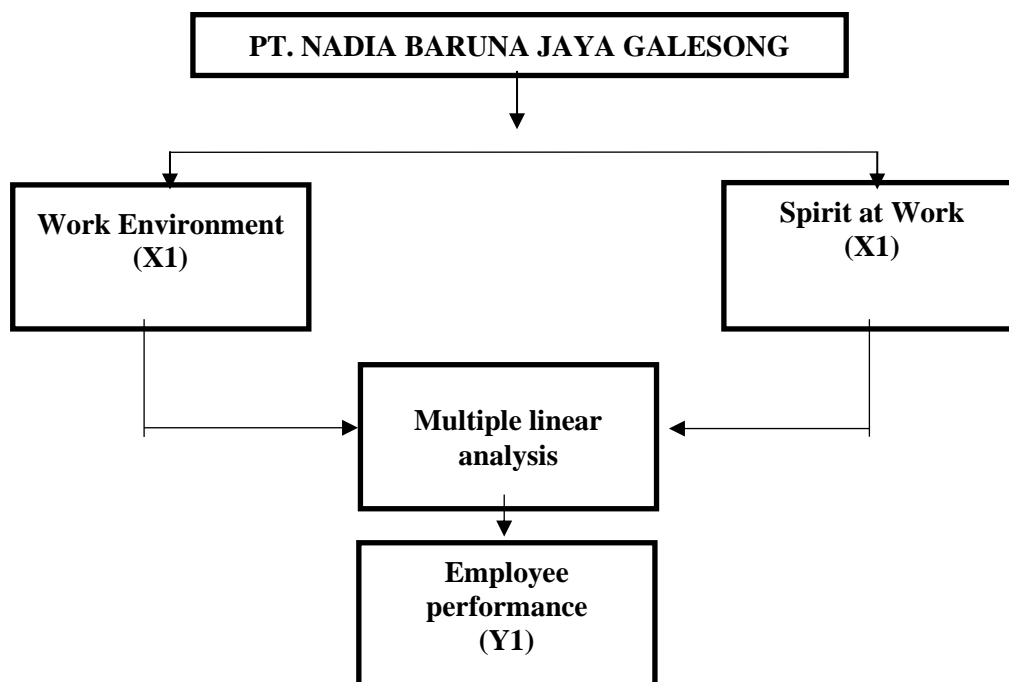 PT. NADIA BARUNA JAYA GALESONG
Work Environment
(X1)
Spirit at Work
(X1)
Multiple linear
analysis
Employee
performance
(Y1)